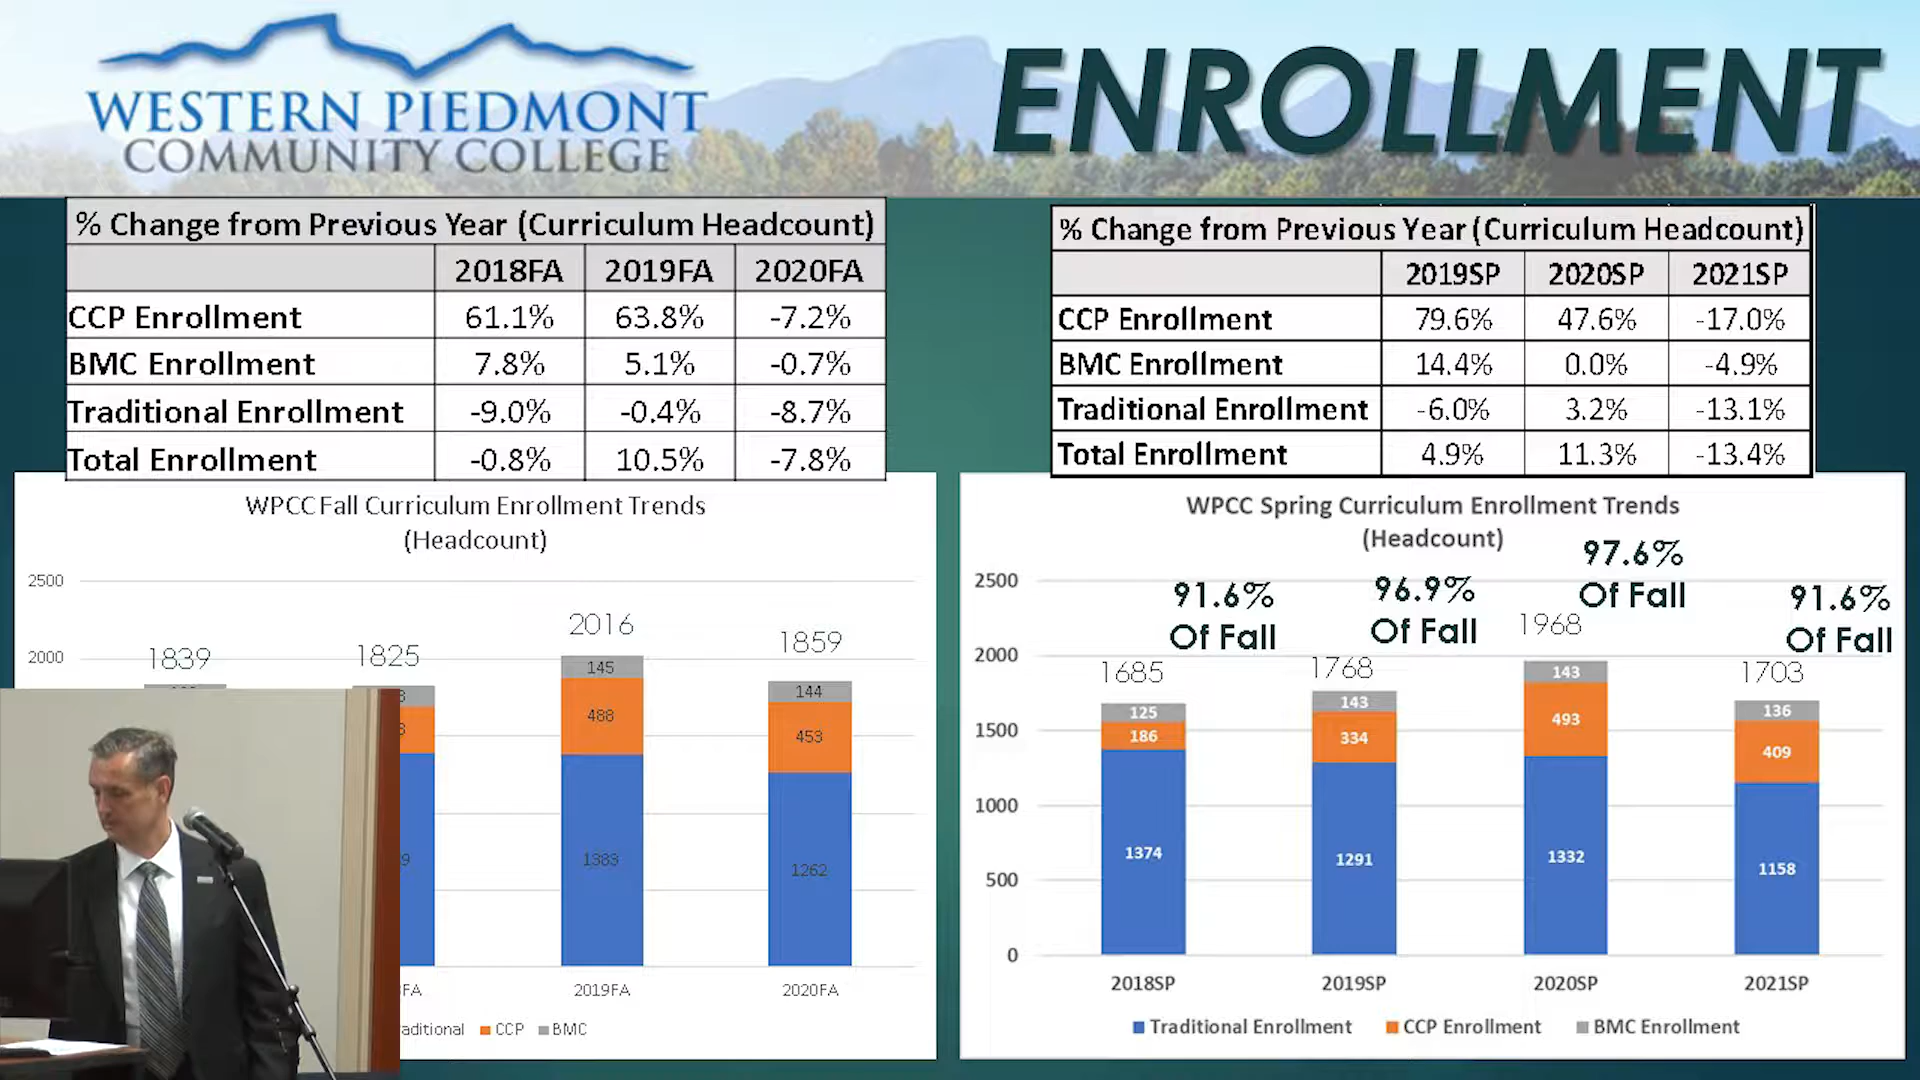 WESTERN PIEDMONT
COMMUNITY COLLEGE
ENROLLMENT
% Change from Previous Year (Curriculum Headcount)
2018FA 2019FA 2020FA
CCP Enrollment 61.1% 63.8% -7.2%
BMC Enrollment 7.8% 5.1% -0.7%
Traditional Enrollment -9.0% -0.4% -8.7%
Total Enrollment -0.8% 10.5% -7.8%
% Change from Previous Year (Curriculum Headcount)
2019SP 2020SP 2021SP
CCP Enrollment 79.6% 47.6% -17.0%
BMC Enrollment 14.4% 0.0% -4.9%
Traditional Enrollment -6.0% 3.2% -13.1%
Total Enrollment 4.9% 11.3% -13.4%
WPCC Fall Curriculum Enrollment Trends
(Headcount)
2500
2000
1839 1825 2016 1859
145 144
488 453
1383 1262
FA 2019FA 2020FA
aditional CCP BMC
WPCC Spring Curriculum Enrollment Trends
(Headcount)
91.6%
Of Fall
96.9%
Of Fall
97.6%
Of Fall
91.6%
Of Fall
2500
2000
1500
1000
500
0
1685 1768 1968 1703
125 143 143 136
186 334 493 409
1374 1291 1332 1158
2018SP 2019SP 2020SP 2021SP
Traditional Enrollment CCP Enrollment BMC Enrollment